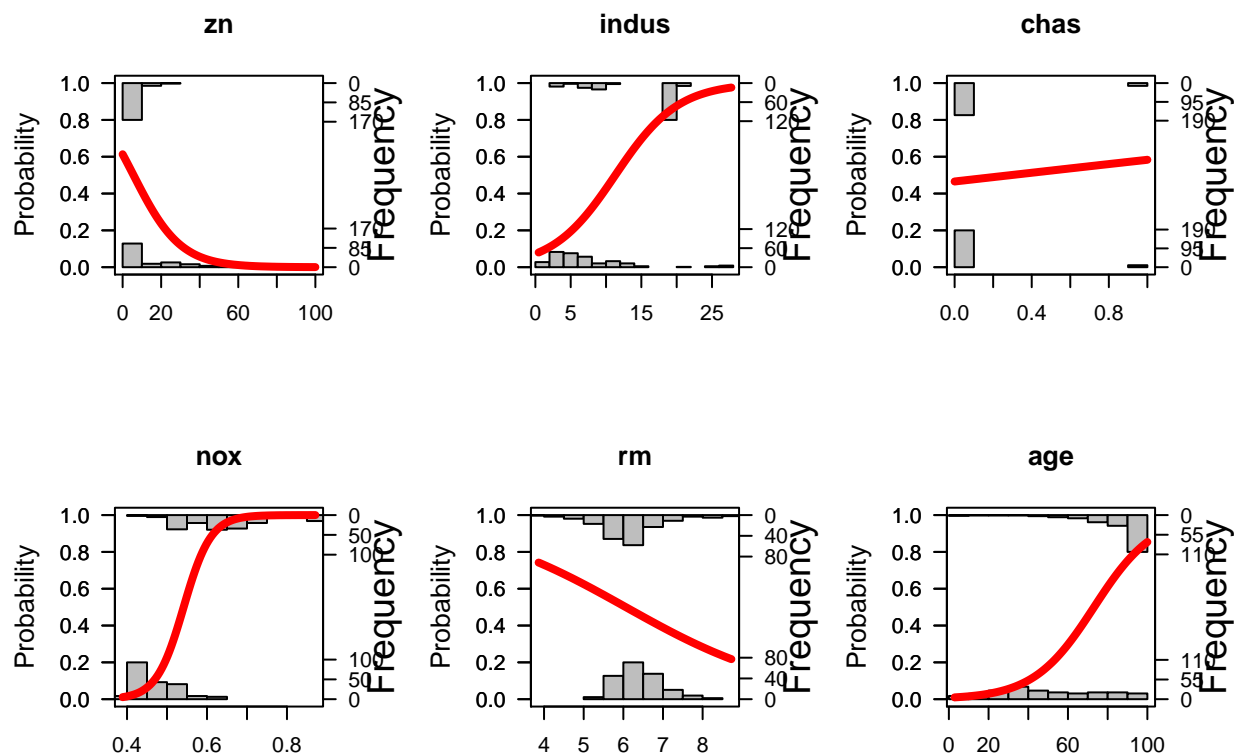 zn
Probability
0.0 0.2 0.4 0.6 0.8 1.0
0 20 60 100
0 85 170
170 85 0
Frequency
indus
Probability
0.0 0.2 0.4 0.6 0.8 1.0
0 5 15 25
0 60 120
120 60 0
Frequency
chas
Probability
0.0 0.2 0.4 0.6 0.8 1.0
0.0 0.4 0.8
0 95 190
190 95 0
Frequency
nox
Probability
0.0 0.2 0.4 0.6 0.8 1.0
0.4 0.6 0.8
0 50 100
100 50 0
Frequency
rm
Probability
0.0 0.2 0.4 0.6 0.8 1.0
4 5 6 7 8
0 40 80
80 40 0
Frequency
age
Probability
0.0 0.2 0.4 0.6 0.8 1.0
0 20 60 100
0 55 110
110 55 0
Frequency